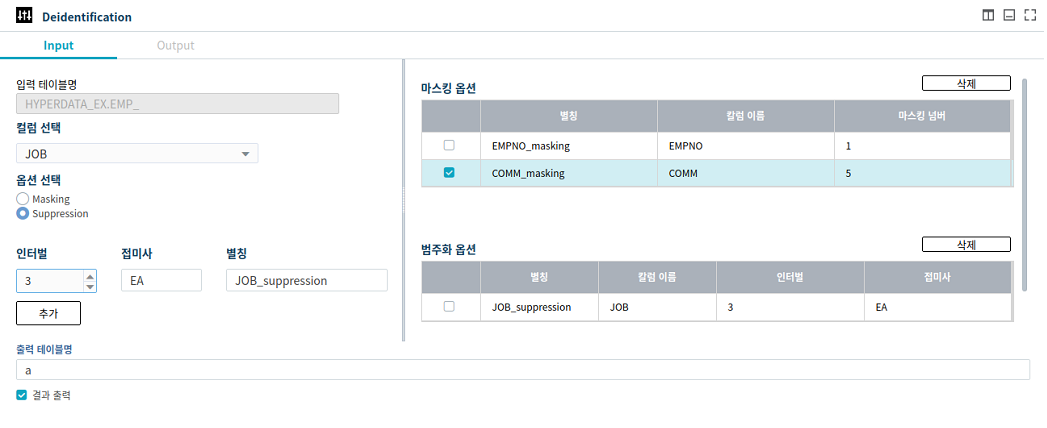 Deidentification
Input
Output
입력 테이블명
HYPERDATA_EX.EMP_
컬럼 선택
JOB
옵션 선택
Masking
Suppression
인터벌 접미사 별칭
3 EA JOB_suppression
추가
마스킹 옵션
삭제
별칭 칼럼 이름 마스킹 넘버
EMPNO_masking EMPNO 1
COMM_masking COMM 5
범주화 옵션
삭제
별칭 칼럼 이름 인터벌 접미사
JOB_suppression JOB 3 EA
출력 테이블명
a
결과 출력